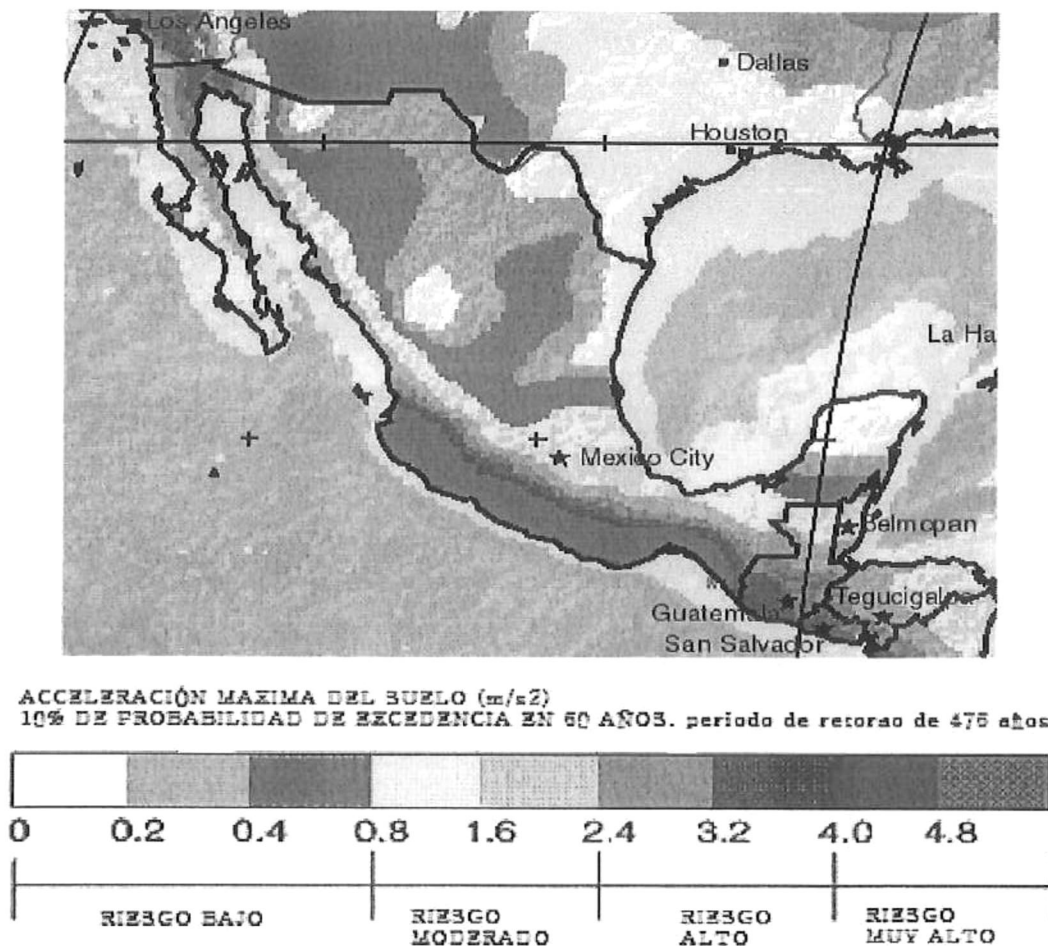 Los Angeles
Dallas
Houston
La Ha
Mexico City
Belmopan
M
Guatemala
Tegucigalpa
San Salvador
ACCELERACIÓN MAXIMA DEL SUELO (m/s2)
10% DE PROBABILIDAD DE EXCEDENCIA EN 50 AÑOS. periodo de retorno de 475 años
0 0.2 0.4 0.8 1.6 2.4 3.2 4.0 4.8
RIESGO BAJO
RIESGO MODERADO
RIESGO ALTO
RIESGO MUY ALTO